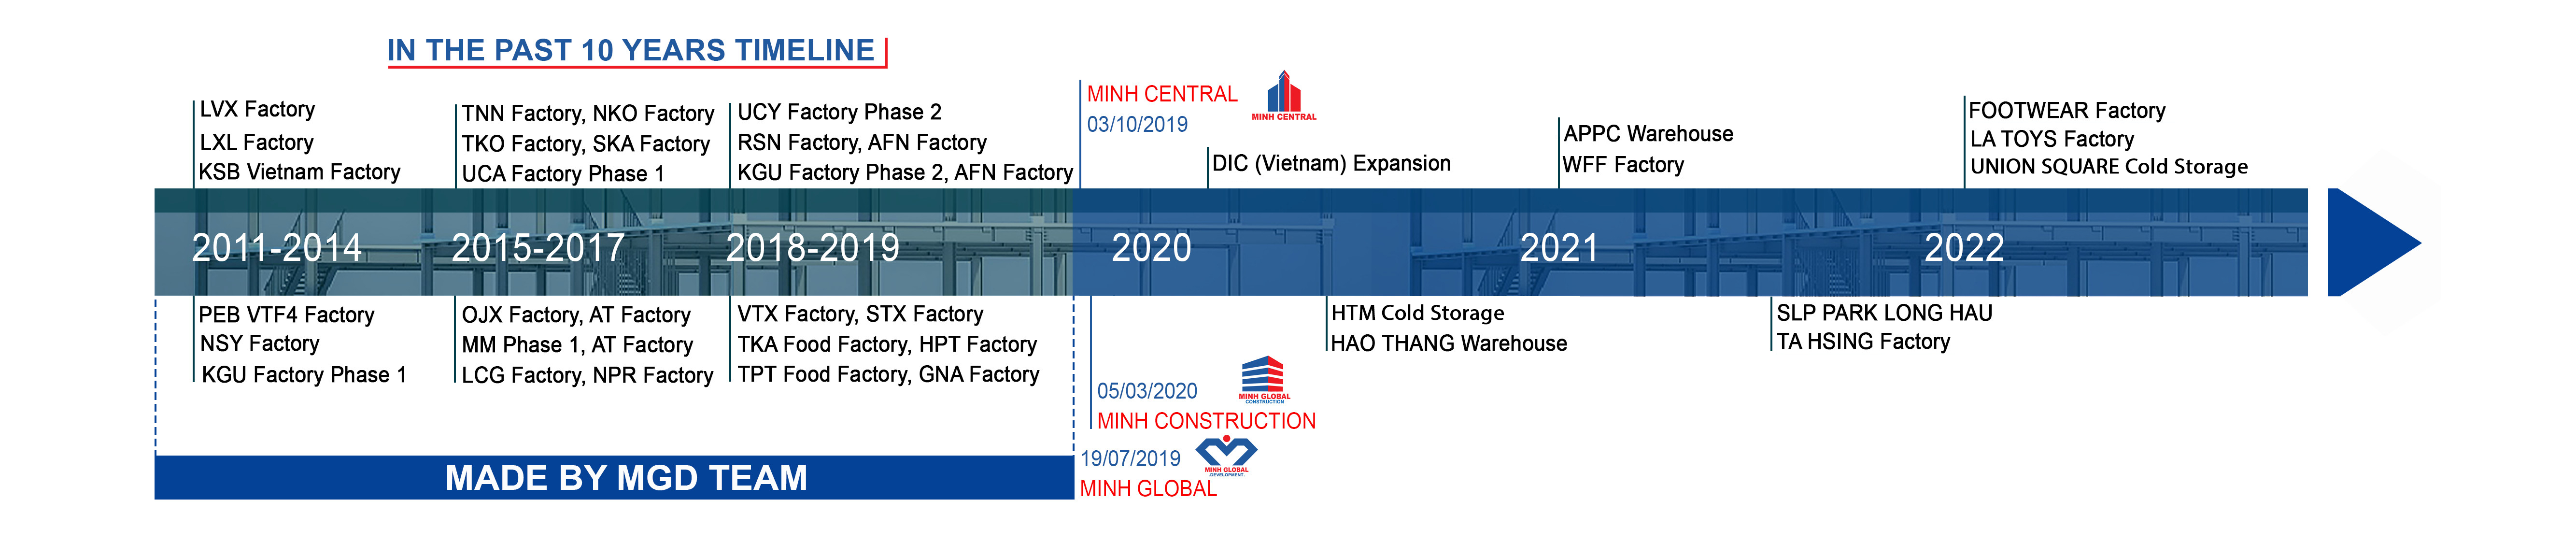 IN THE PAST 10 YEARS TIMELINE
LVX Factory
LXL Factory
KSB Vietnam Factory
TNN Factory, NKO Factory
TKO Factory, SKA Factory
UCA Factory Phase 1
UCY Factory Phase 2
RSN Factory, AFN Factory
KGU Factory Phase 2, AFN Factory
MINH CENTRAL
03/10/2019
MINH CENTRAL
DIC (Vietnam) Expansion
APPC Warehouse
WFF Factory
FOOTWEAR Factory
LA TOYS Factory
UNION SQUARE Cold Storage
2011-2014
2015-2017
2018-2019
2020
2021
2022
PEB VTF4 Factory
NSY Factory
KGU Factory Phase 1
OJX Factory, AT Factory
MM Phase 1, AT Factory
LCG Factory, NPR Factory
VTX Factory, STX Factory
TKA Food Factory, HPT Factory
TPT Food Factory, GNA Factory
HTM Cold Storage
HAO THANG Warehouse
SLP PARK LONG HAU
TA HSING Factory
05/03/2020
MINH GLOBAL
CONSTRUCTION
MINH CONSTRUCTION
19/07/2019
MINH GLOBAL
DEVELOPMENT
MINH GLOBAL
MADE BY MGD TEAM